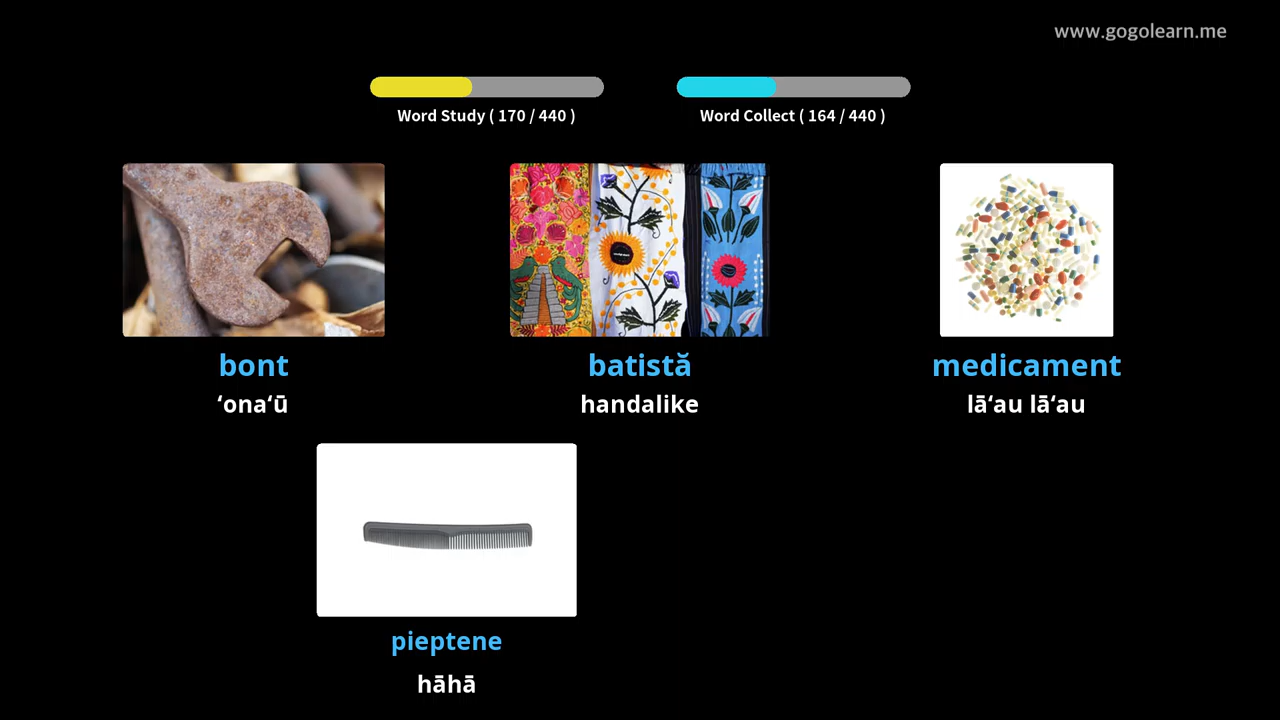 www.gogolearn.me
Word Study ( 170 / 440 )
Word Collect ( 164 / 440 )
bont
batistă
medicament
ʻonaʻū
handalike
lāʻau lāʻau
pieptene
hāhā